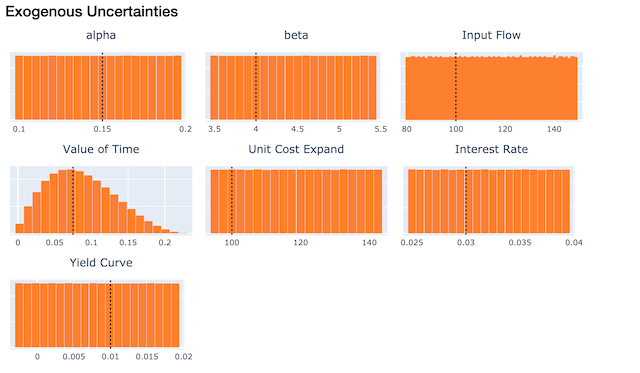 Exogenous Uncertainties
alpha
beta
Input Flow
0.1 0.15 0.2
3.5 4 4.5 5 5.5
80 100 120 140
Value of Time
Unit Cost Expand
Interest Rate
0 0.05 0.1 0.15 0.2
100 120 140
0.025 0.03 0.035 0.04
Yield Curve
0 0.005 0.01 0.015 0.02